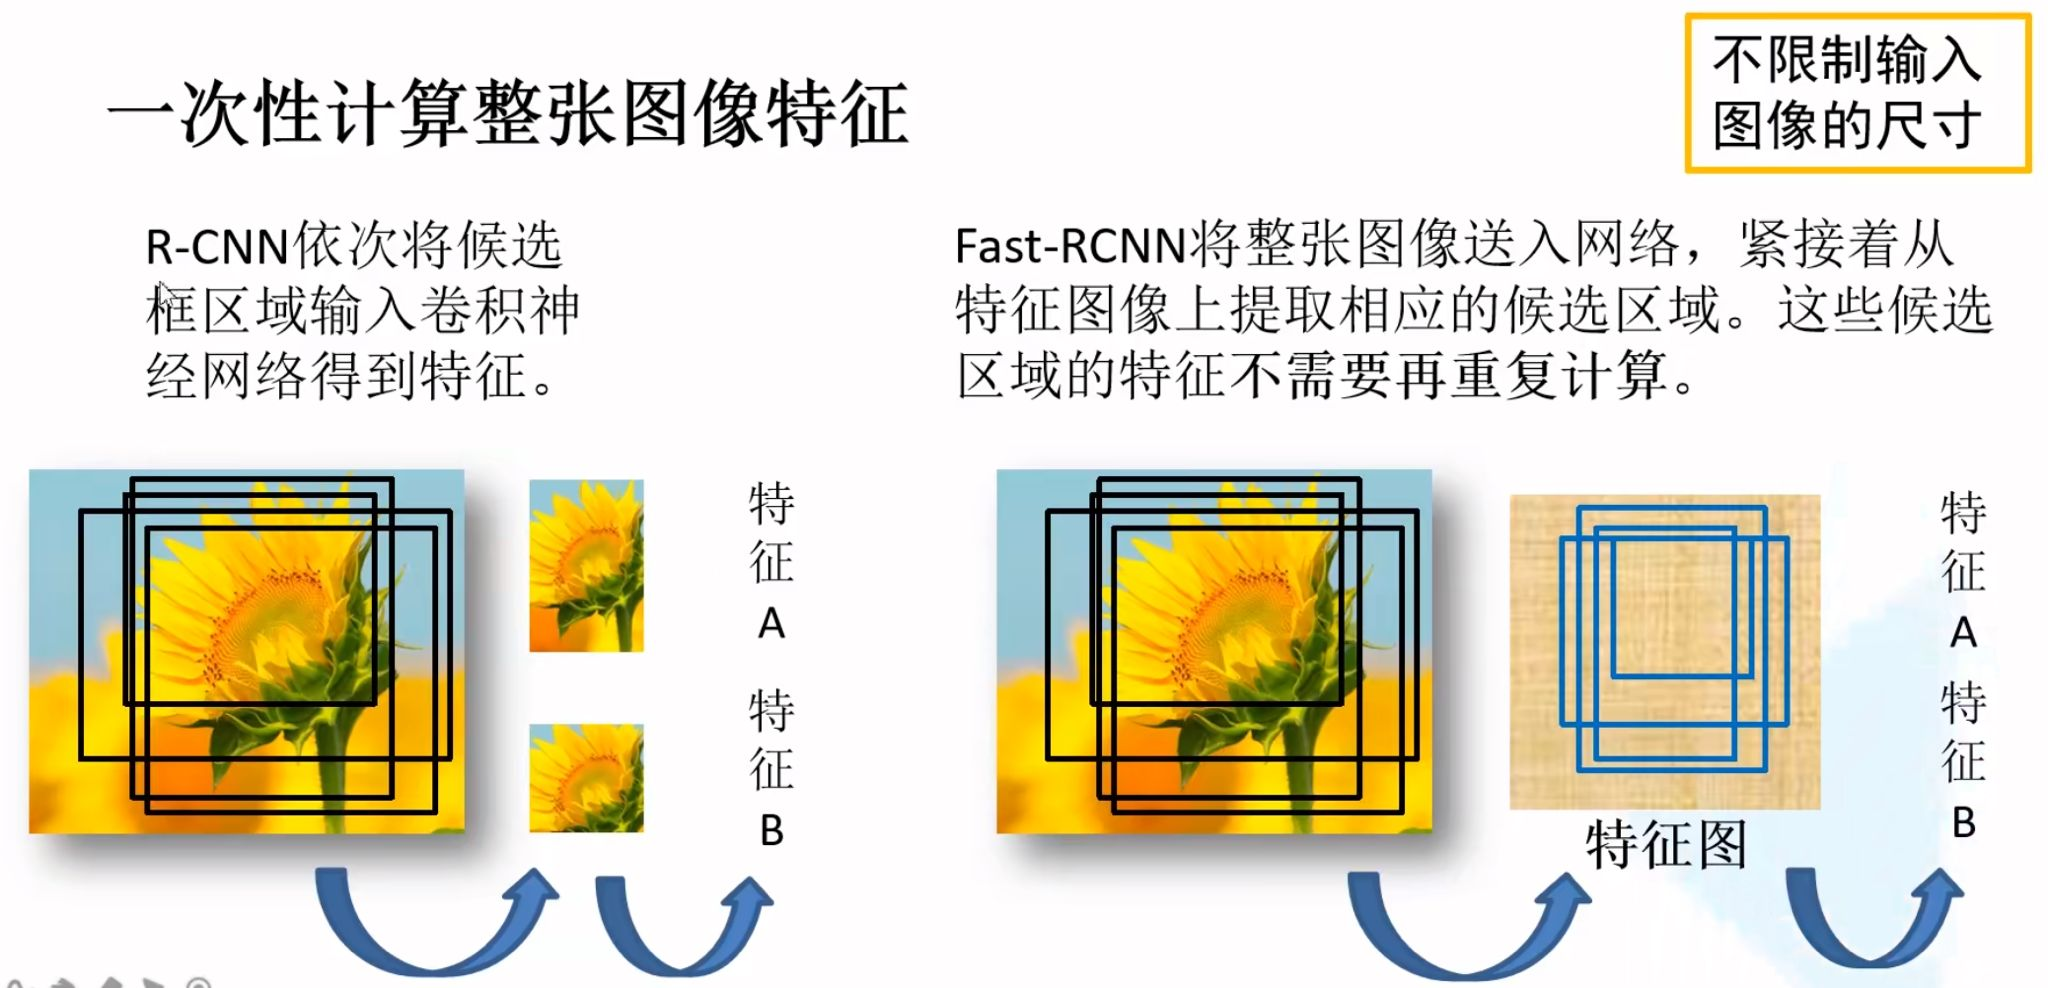 一次性计算整张图像特征
不限制输入
图像的尺寸
R-CNN依次将候选
框区域输入卷积神
经网络得到特征。
Fast-RCNN将整张图像送入网络，紧接着从
特征图像上提取相应的候选区域。这些候选
区域的特征不需要再重复计算。
特
征
A
特
征
B
特征图
特
征
A
特
征
B